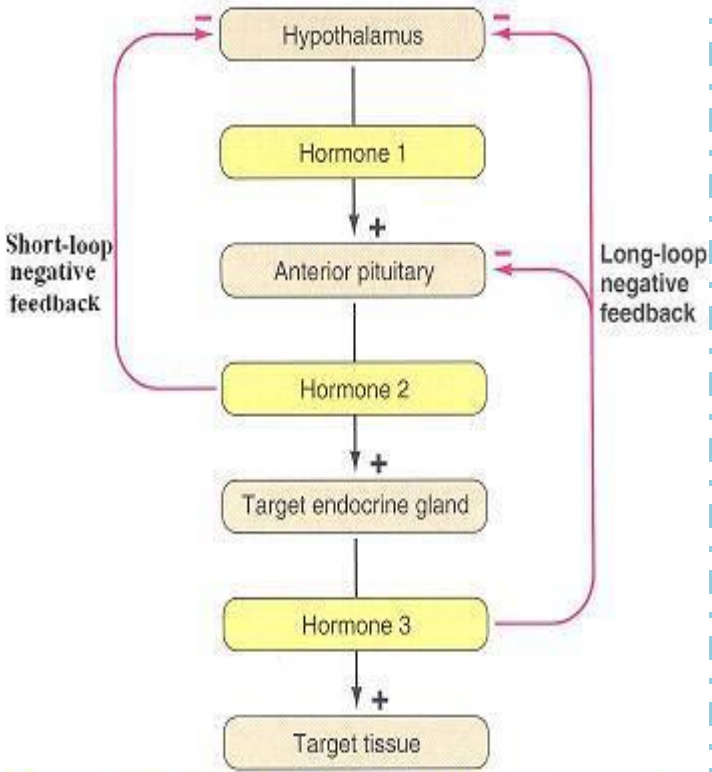 −
−
Hypothalamus
Hormone 1
+
Short-loop
negative
feedback
−
Anterior pituitary
Long-loop
negative
feedback
Hormone 2
+
Target endocrine gland
Hormone 3
+
Target tissue